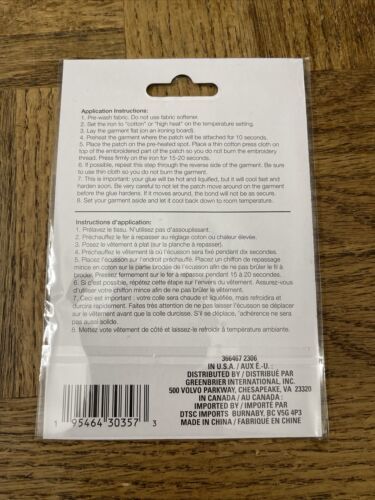 Application Instructions:
1. Pre-wash fabric. Do not use fabric softener.
2. Set the iron to "cotton" or "high heat" on the temperature setting.
3. Lay the garment flat (on an ironing board).
4. Preheat the garment where the patch will be attached for 10 seconds.
5. Place the patch on the pre-heated spot. Place a thin cotton press cloth on
top of the embroidered part of the patch so you do not burn the embroidery
thread. Press firmly on the iron for 15-20 seconds.
6. If possible, repeat this step through the reverse side of the garment. Be sure
to use thin cloth so you do not burn the garment.
7. This is important: your glue will be hot and liquified, but it will cool fast and
harden soon. Be very careful to not let the patch move around on the garment
before the glue hardens. If it moves around, the bond will not be as secure.
8. Set your garment aside and let it cool back down to room temperature.
Instructions d'application:
1. Prélavez le tissu. N'utilisez pas d'assouplissant.
2. Préchauffez le fer à repasser au réglage coton ou chaleur élevée.
3. Posez le vêtement à plat (sur la planche à repasser).
4. Préchauffez le vêtement là où l'écusson sera fixé pendant dix secondes.
5. Placez l'écusson sur l'endroit préchauffé. Placez un chiffon de repassage
mince en coton sur la partie brodée de l'écusson afin de ne pas brûler le fil à
broder. Pressez fermement sur le fer à repasser pendant 15 à 20 secondes.
6. Si c'est possible, répétez cette étape sur l'envers du vêtement. Assurez-vous
d'utiliser votre chiffon mince afin de ne pas brûler le vêtement.
7. Ceci est important : votre colle sera chaude et liquéfiée, mais refroidira et
durcira rapidement. Faites très attention de ne pas laisser l'écusson se déplacer
sur le vêtement avant que la colle durcisse. S'il se déplace, l'adhérence ne sera
pas aussi solide.
8. Mettez votre vêtement de côté et laissez-le refroidir à température ambiante.
366467 2306
IN U.S.A. / AUX É.-U. :
DISTRIBUTED BY / DISTRIBUÉ PAR
GREENBRIER INTERNATIONAL, INC.
500 VOLVO PARKWAY, CHESAPEAKE, VA 23320
IN CANADA / AU CANADA :
IMPORTED BY / IMPORTÉ PAR
DTSC IMPORTS BURNABY, BC V5G 4P3
MADE IN CHINA / FABRIQUÉ EN CHINE
1 95464 30357 3